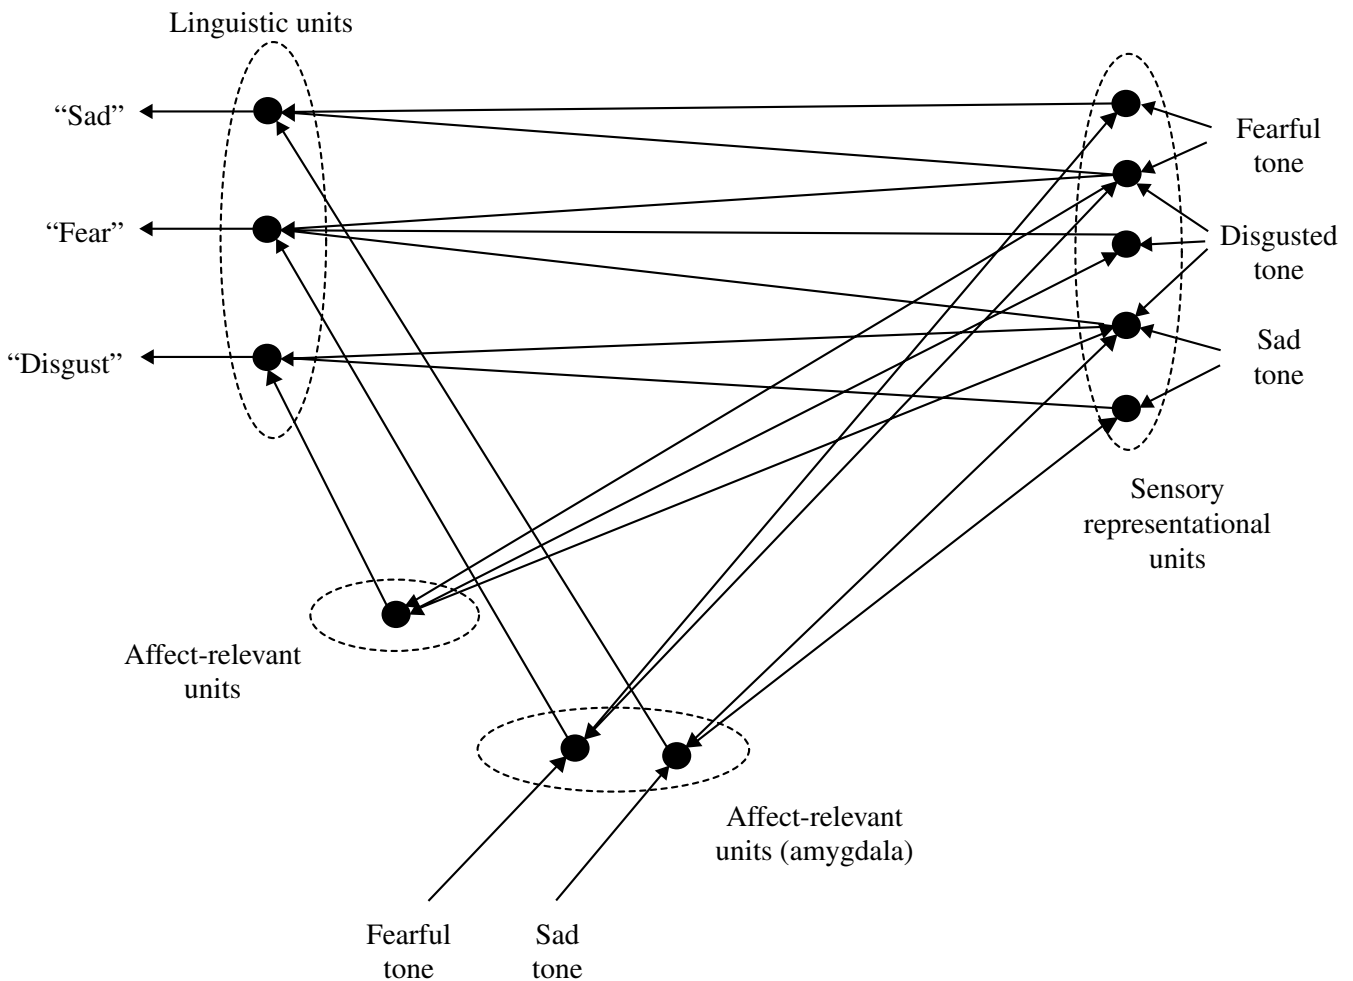 Linguistic units
“Sad”
“Fear”
“Disgust”
Fearful
tone
Disgusted
tone
Sad
tone
Sensory
representational
units
Affect-relevant
units
Affect-relevant
units (amygdala)
Fearful
tone
Sad
tone